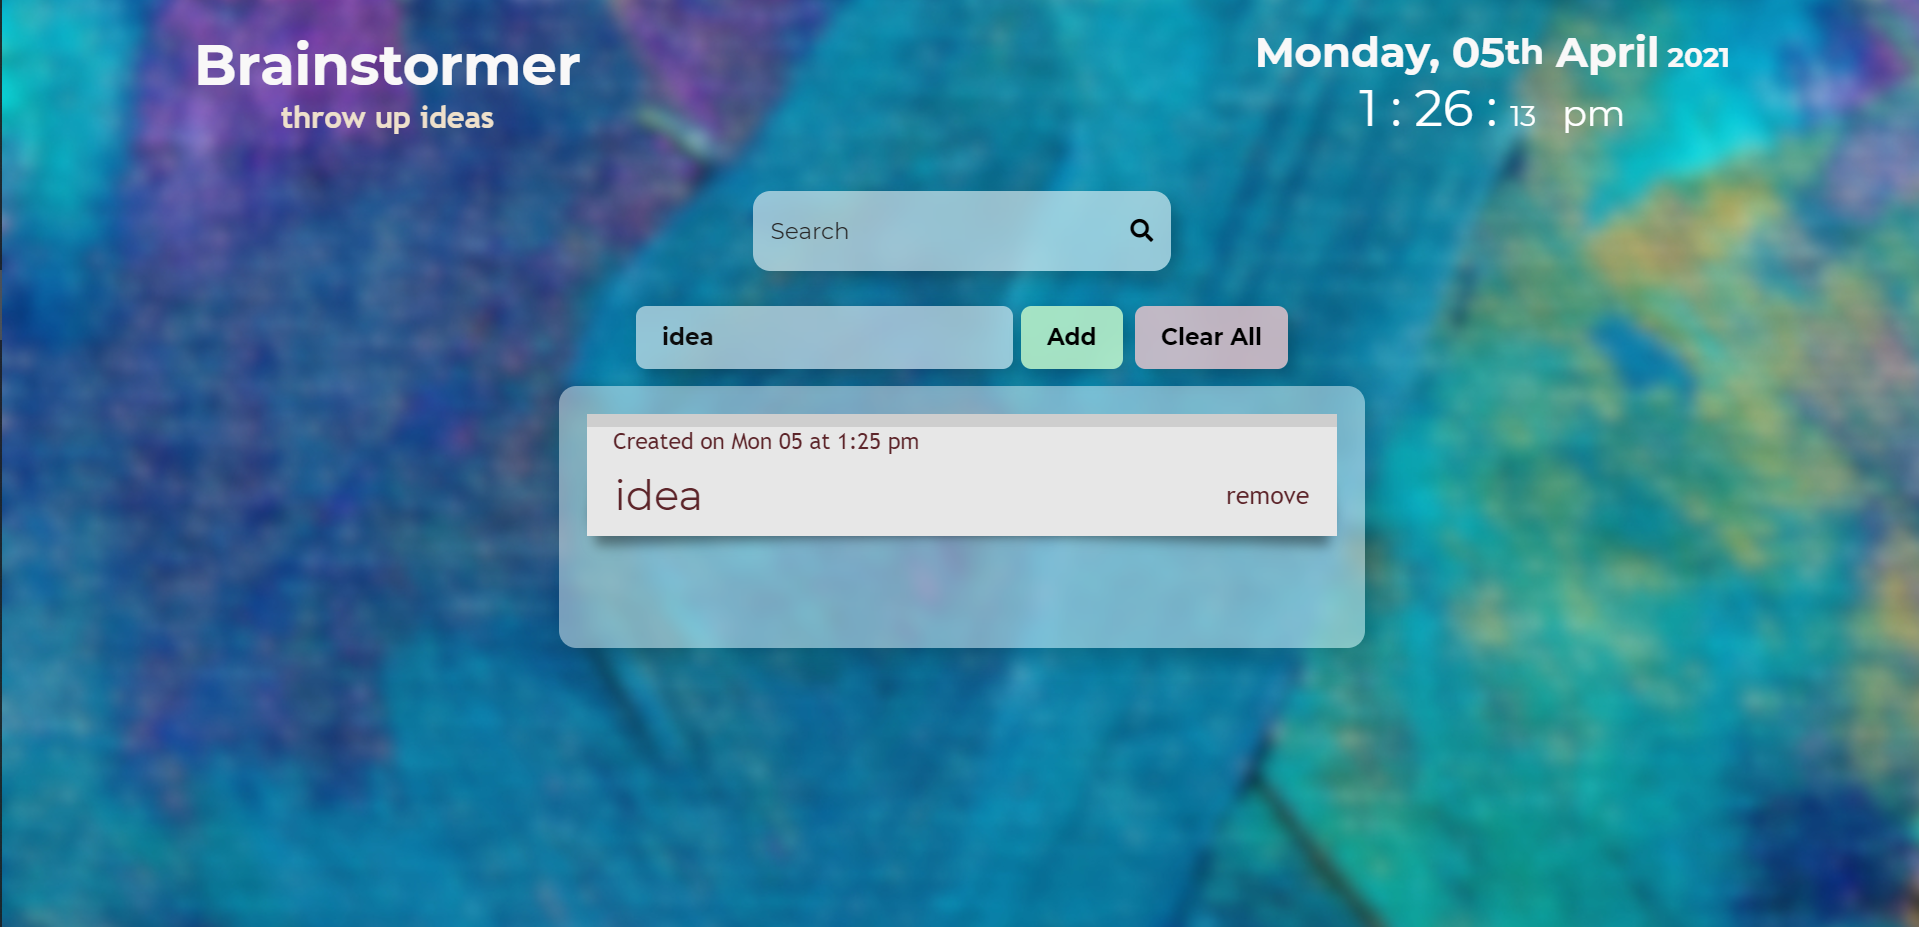 Brainstormer
throw up ideas
Monday, 05th April 2021
1 : 26 : 13 pm
Search
idea
Add
Clear All
Created on Mon 05 at 1:25 pm
idea
remove